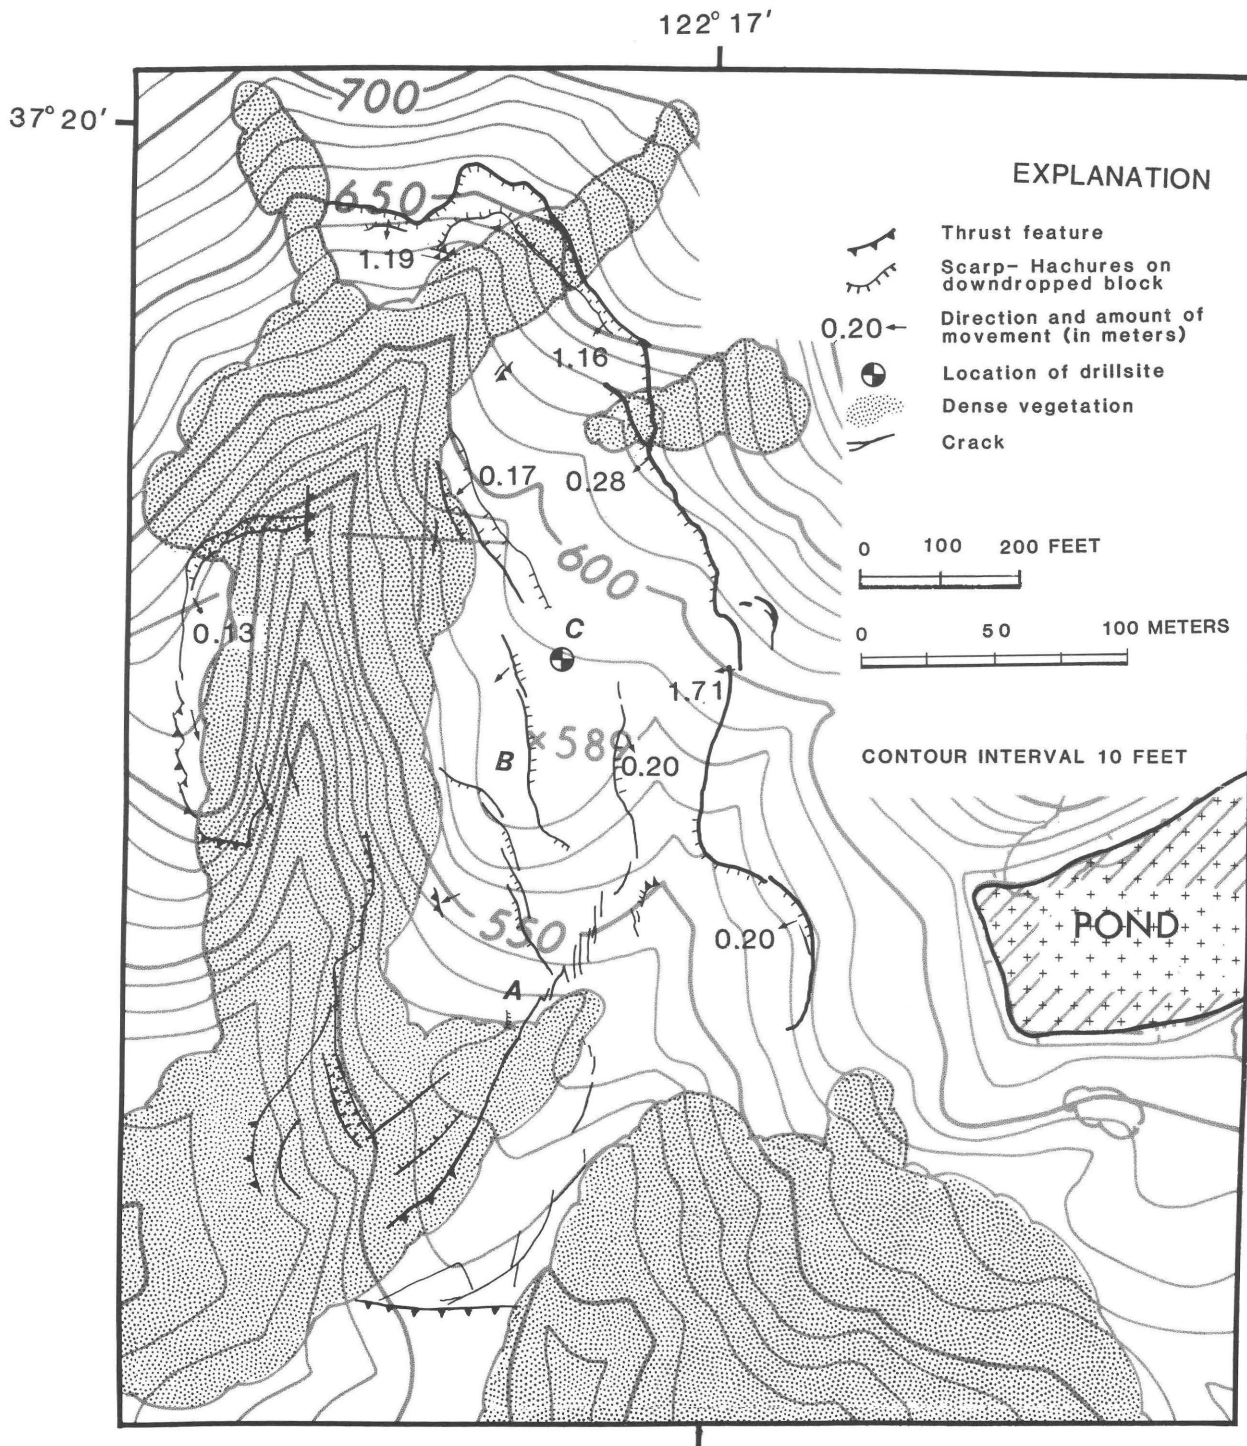 122° 17′
37° 20′
700
EXPLANATION
650
Thrust feature
1.19
Scarp– Hachures on
downdropped block
0.20
Direction and amount of
movement (in meters)
1.16
Location of drillsite
Dense vegetation
Crack
0.17
0.28
600
0 100 200 FEET
0.13
C
0 50 100 METERS
1.71
× 580
B
0.20
CONTOUR INTERVAL 10 FEET
550
0.20
POND
A